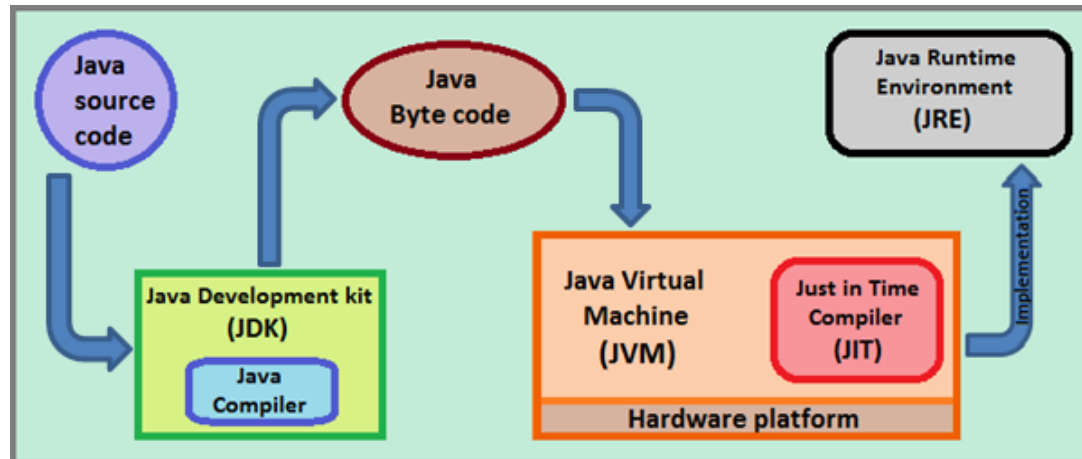 Java
source
code
Java
Byte code
Java Runtime
Environment
(JRE)
Java Development kit
(JDK)
Java
Compiler
Java Virtual
Machine
(JVM)
Just in Time
Compiler
(JIT)
Hardware platform
Implementation